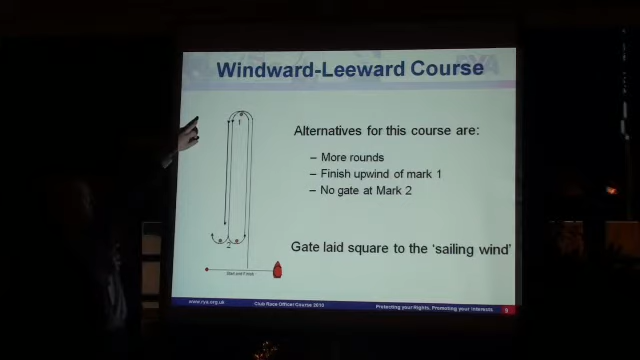 Windward-Leeward Course
1
Alternatives for this course are:
– More rounds
– Finish upwind of mark 1
– No gate at Mark 2
2
Gate laid square to the ‘sailing wind’
Start and Finish
www.rya.org.uk
Club Race Officer Course 2010
Protecting your Rights, Promoting your Interests